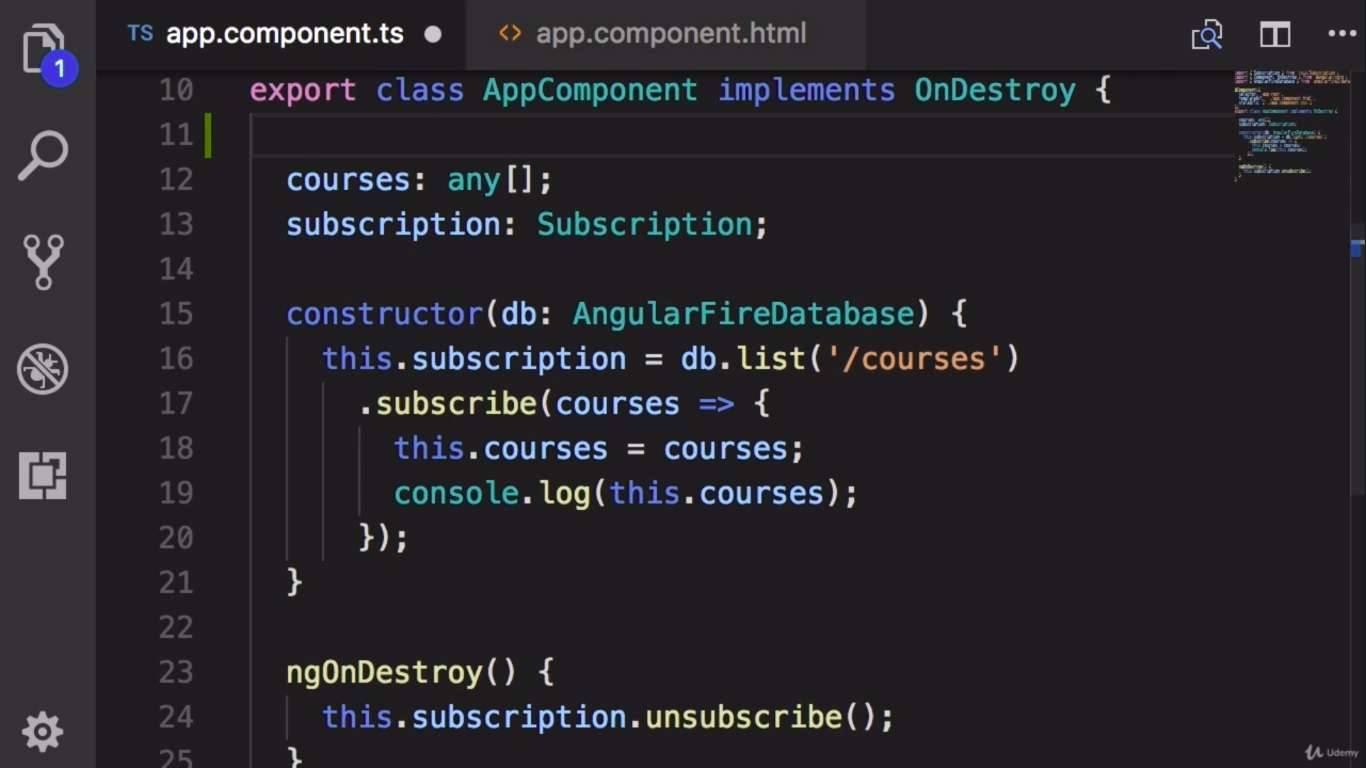 TS app.component.ts
<> app.component.html
1
10 export class AppComponent implements OnDestroy {
11
12 courses: any[];
13 subscription: Subscription;
14
15 constructor(db: AngularFireDatabase) {
16 this.subscription = db.list('/courses')
17 .subscribe(courses => {
18 this.courses = courses;
19 console.log(this.courses);
20 });
21 }
22
23 ngOnDestroy() {
24 this.subscription.unsubscribe();
25 }
Udemy